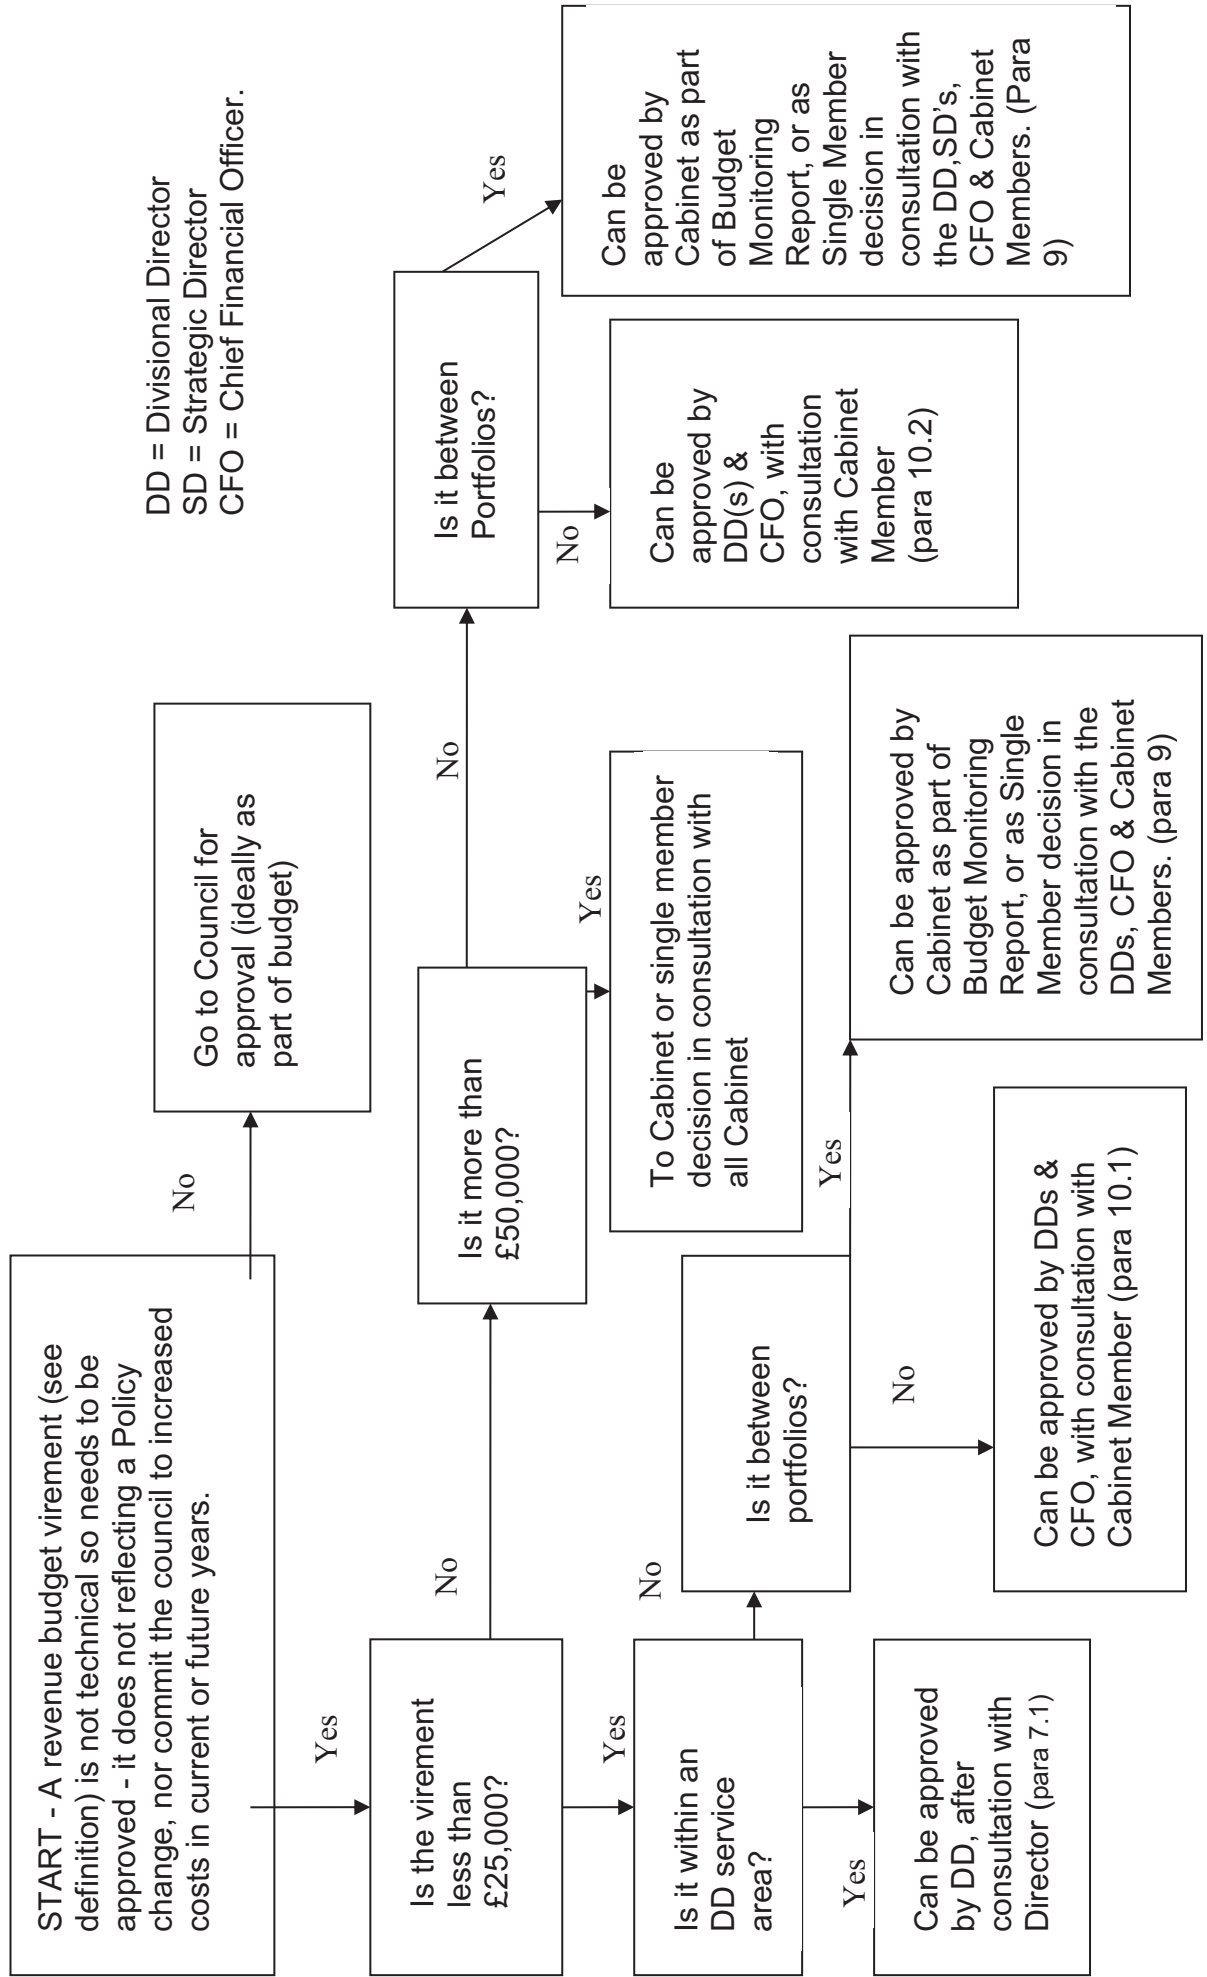 DD = Divisional Director
SD = Strategic Director
CFO = Chief Financial Officer.
START - A revenue budget virement (see
definition) is not technical so needs to be
approved - it does not reflecting a Policy
change, nor commit the council to increased
costs in current or future years.
No
Go to Council for
approval (ideally as
part of budget)
Yes
Is the virement
less than
£25,000?
No
Is it more than
£50,000?
No
Is it between
Portfolios?
Yes
Can be
approved by
Cabinet as part
of Budget
Monitoring
Report, or as
Single Member
decision in
consultation with
the DD,SD's,
CFO & Cabinet
Members. (Para
9)
No
Can be
approved by
DD(s) &
CFO, with
consultation
with Cabinet
Member
(para 10.2)
Yes
To Cabinet or single member
decision in consultation with
all Cabinet
Yes
Is it within an
DD service
area?
No
Is it between
portfolios?
Yes
Can be approved by
Cabinet as part of
Budget Monitoring
Report, or as Single
Member decision in
consultation with the
DDs, CFO & Cabinet
Members. (para 9)
No
Can be approved by DDs &
CFO, with consultation with
Cabinet Member (para 10.1)
Yes
Can be approved
by DD, after
consultation with
Director (para 7.1)